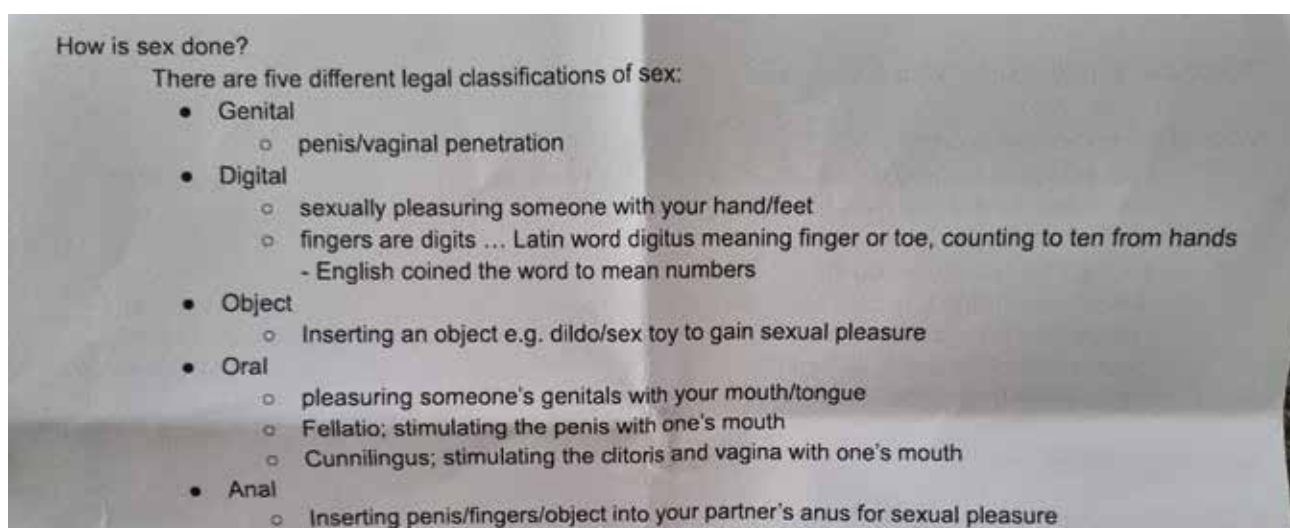 How is sex done?
There are five different legal classifications of sex:
● Genital
○ penis/vaginal penetration
● Digital
○ sexually pleasuring someone with your hand/feet
○ fingers are digits ... Latin word digitus meaning finger or toe, counting to ten from hands
- English coined the word to mean numbers
● Object
○ Inserting an object e.g. dildo/sex toy to gain sexual pleasure
● Oral
○ pleasuring someone's genitals with your mouth/tongue
○ Fellatio; stimulating the penis with one's mouth
○ Cunnilingus; stimulating the clitoris and vagina with one's mouth
● Anal
○ Inserting penis/fingers/object into your partner's anus for sexual pleasure